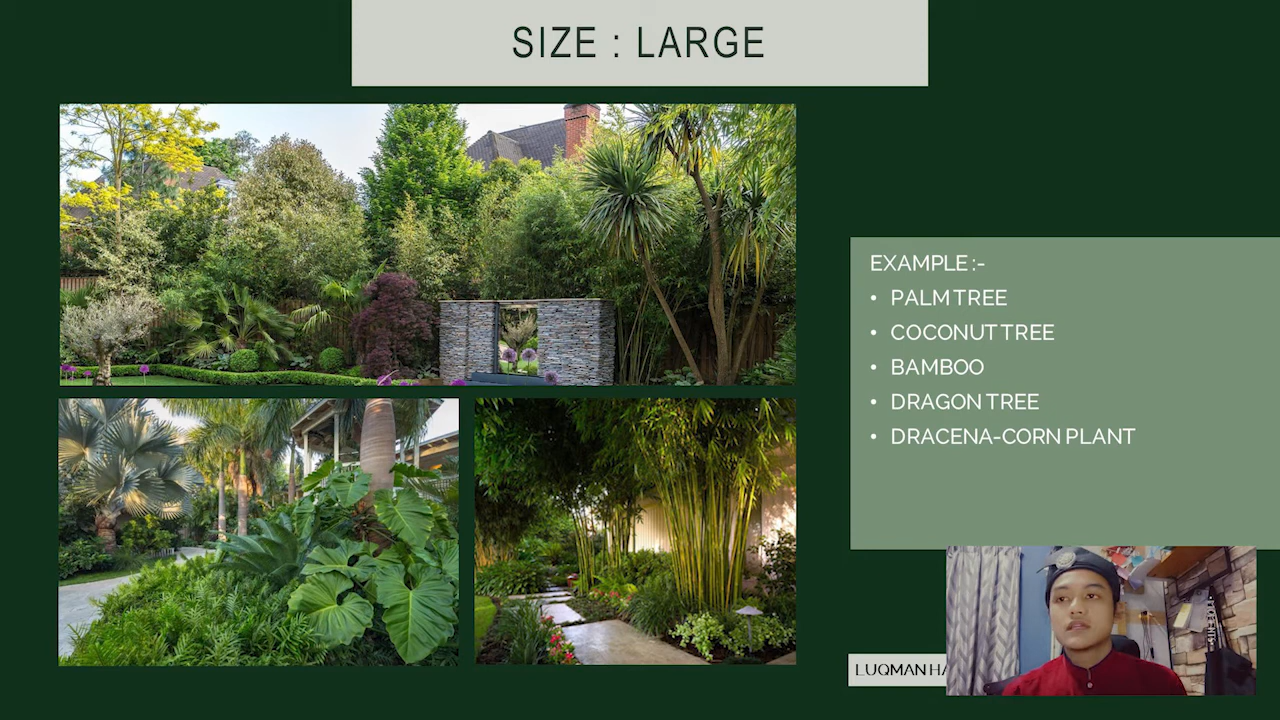 SIZE : LARGE
EXAMPLE :-
• PALM TREE
• COCONUT TREE
• BAMBOO
• DRAGON TREE
• DRACENA-CORN PLANT
LUQMAN HA